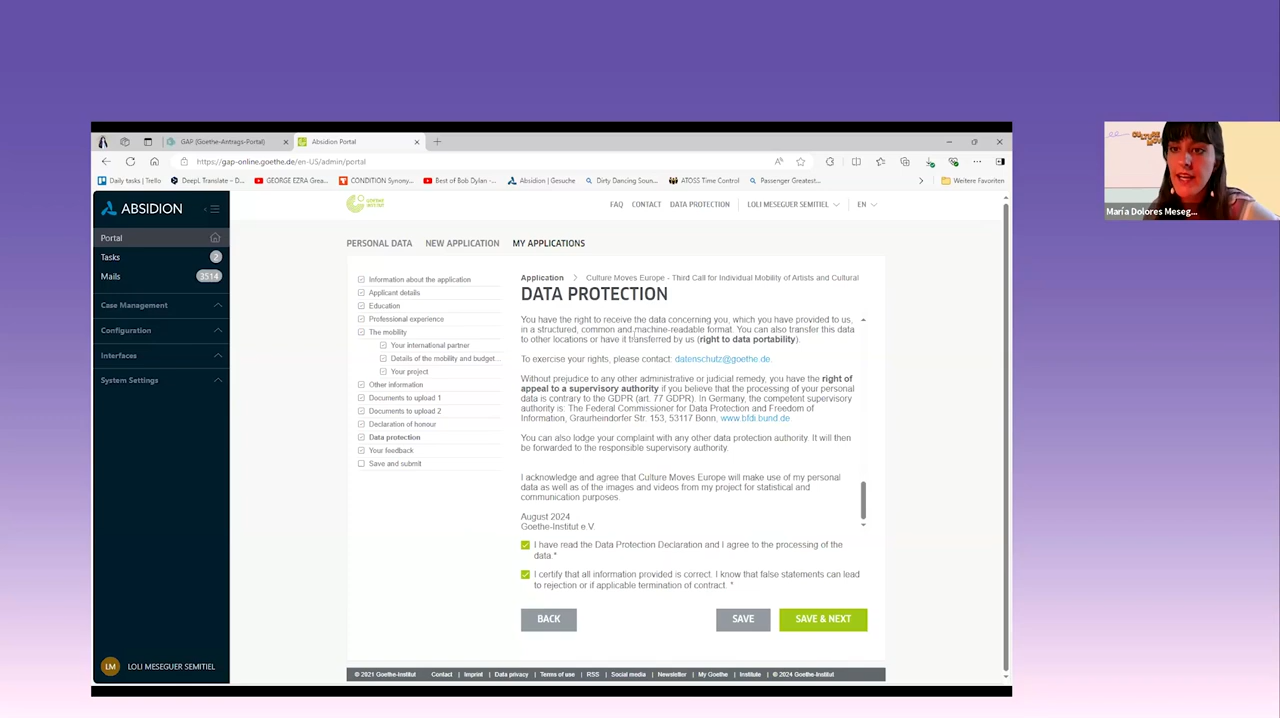 GAP (Goethe-Antrags-Portal)
Absidion Portal
https://gap-online.goethe.de/en-US/admin/portal
Daily tasks | Trello
DeepL Translate – D...
GEORGE EZRA Grea...
CONDITION Synony...
Best of Bob Dylan -...
Absidion | Gesuche
Dirty Dancing Soun...
ATOSS Time Control
Passenger Greatest...
Weitere Favoriten
ABSIDION
Portal
Tasks 2
Mails 3514
Case Management
Configuration
Interfaces
System Settings
LM LOLI MESEGUER SEMITIEL
FAQ CONTACT DATA PROTECTION LOLI MESEGUER SEMITIEL EN
PERSONAL DATA NEW APPLICATION MY APPLICATIONS
Information about the application
Applicant details
Education
Professional experience
The mobility
Your international partner
Details of the mobility and budget...
Your project
Other information
Documents to upload 1
Documents to upload 2
Declaration of honour
Data protection
Your feedback
Save and submit
Application > Culture Moves Europe - Third Call for Individual Mobility of Artists and Cultural
DATA PROTECTION
You have the right to receive the data concerning you, which you have provided to us,
in a structured, common and machine-readable format. You can also transfer this data
to other locations or have it transferred by us (right to data portability).
To exercise your rights, please contact: datenschutz@goethe.de
Without prejudice to any other administrative or judicial remedy, you have the right of
appeal to a supervisory authority if you believe that the processing of your personal
data is contrary to the GDPR (art. 77 GDPR). In Germany, the competent supervisory
authority is: The Federal Commissioner for Data Protection and Freedom of
Information, Graurheindorfer Str. 153, 53117 Bonn, www.bfdi.bund.de
You can also lodge your complaint with any other data protection authority. It will then
be forwarded to the responsible supervisory authority.
I acknowledge and agree that Culture Moves Europe will make use of my personal
data as well as of the images and videos from my project for statistical and
communication purposes.
August 2024
Goethe-Institut e.V.
I have read the Data Protection Declaration and I agree to the processing of the
data.*
I certify that all information provided is correct. I know that false statements can lead
to rejection or if applicable termination of contract. *
BACK SAVE SAVE & NEXT
© 2021 Goethe-Institut Contact Imprint Data privacy Terms of use RSS Social media Newsletter My Goethe Institute © 2024 Goethe-Institut
María Dolores Meseg...